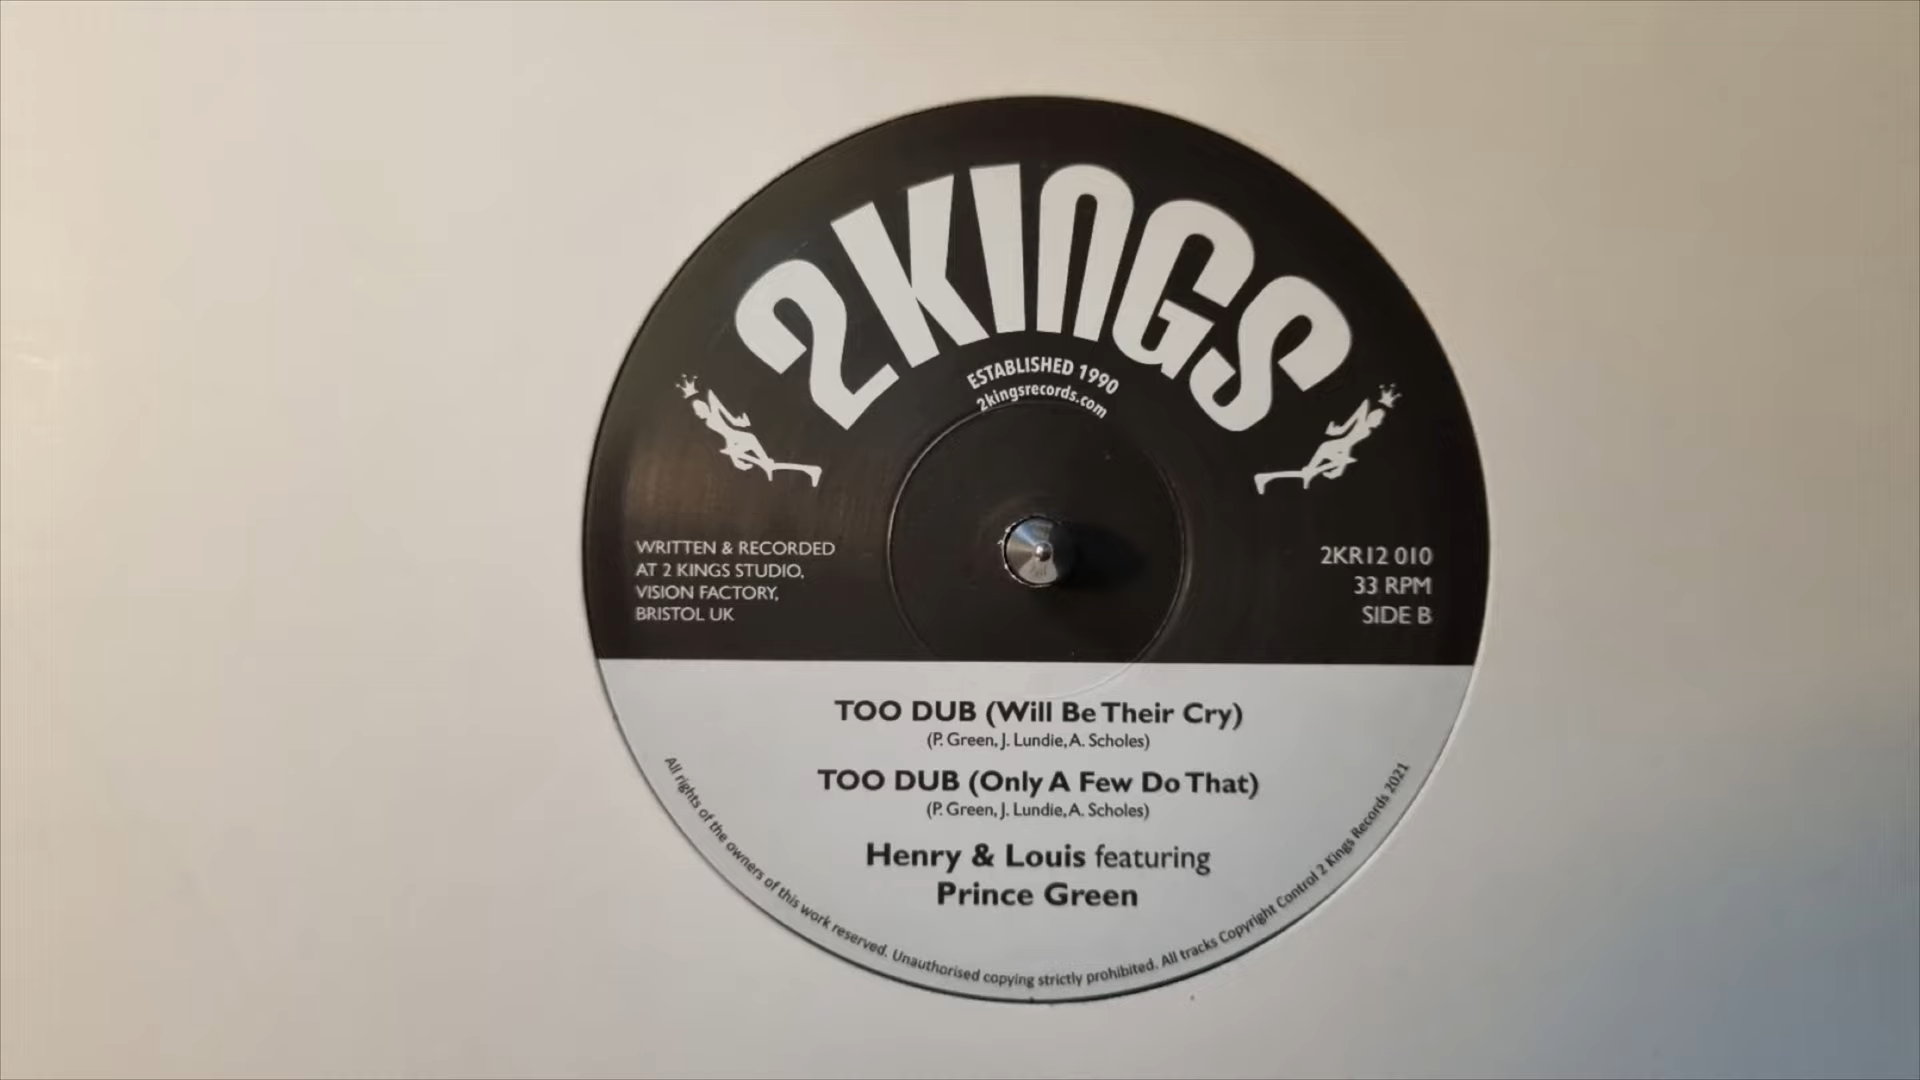 2KINGS
ESTABLISHED 1990
2kingsrecords.com
WRITTEN & RECORDED
AT 2 KINGS STUDIO,
VISION FACTORY,
BRISTOL UK
2KR12 010
33 RPM
SIDE B
TOO DUB (Will Be Their Cry)
(P. Green, J. Lundie, A. Scholes)
TOO DUB (Only A Few Do That)
(P. Green, J. Lundie, A. Scholes)
Henry & Louis featuring
Prince Green
All rights of the owners of this work reserved. Unauthorised copying strictly prohibited. All tracks Copyright Control 2 Kings Records 2021